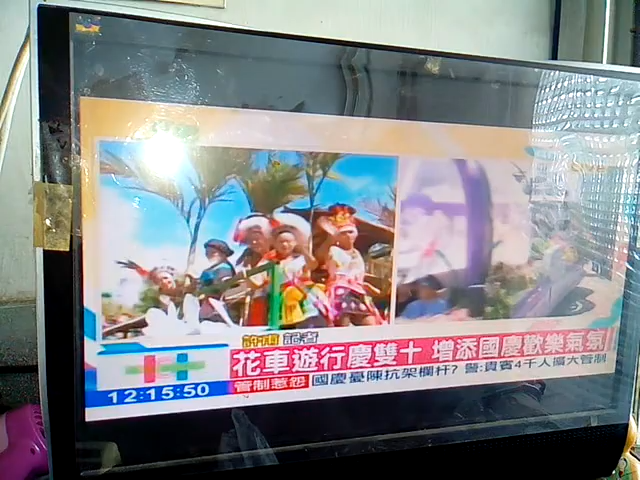 記者
花車遊行慶雙十 增添國慶歡樂氣氛
12:15:50
管制惹怨 國慶憂陳抗架欄杆? 警:貴賓4千人擴大管制